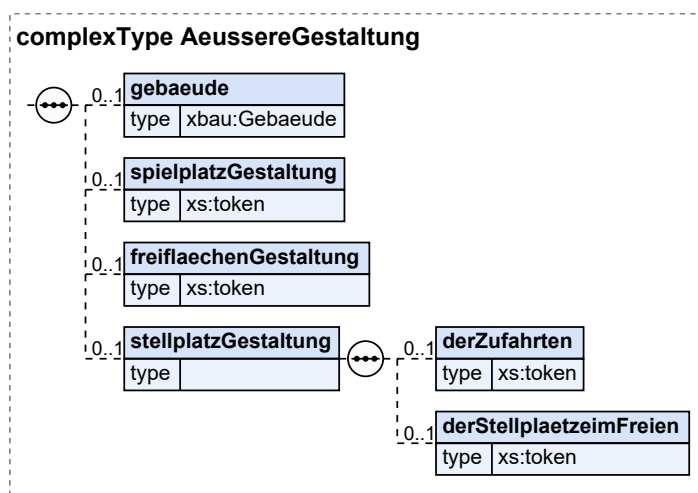 complexType AeussereGestaltung
0..1 gebaeude
type xbau:Gebaeude
0..1 spielplatzGestaltung
type xs:token
0..1 freiflaechenGestaltung
type xs:token
0..1 stellplatzGestaltung 0..1 derZufahrten
type type xs:token
0..1 derStellplaetzeimFreien
type xs:token